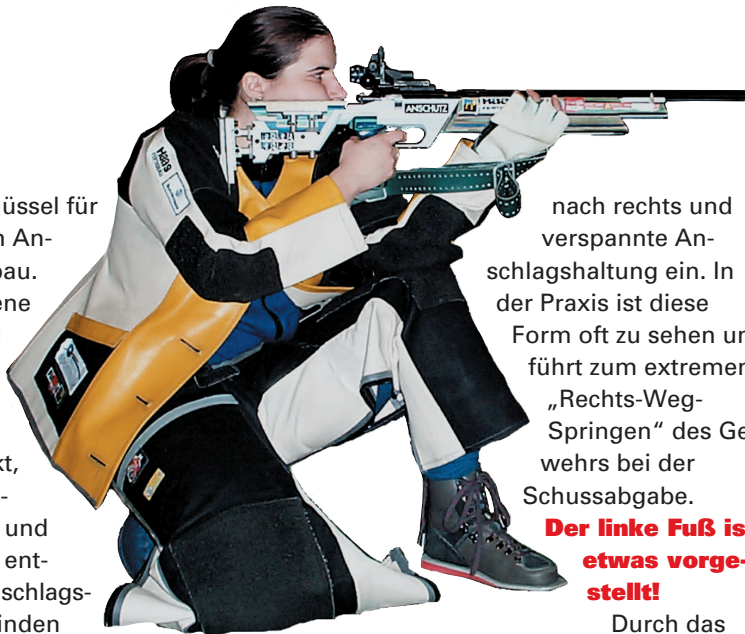 üssel für
An-
bau.
ene
kt,
und
ent-
schlags-
inden
HAAG
ANSCHÜTZ
nach rechts und
verspannte An-
schlagshaltung ein. In
der Praxis ist diese
Form oft zu sehen un
führt zum extremen
„Rechts-Weg-
Springen“ des Ge
wehrs bei der
Schussabgabe.
Der linke Fuß is
etwas vorge-
stellt!
Durch das